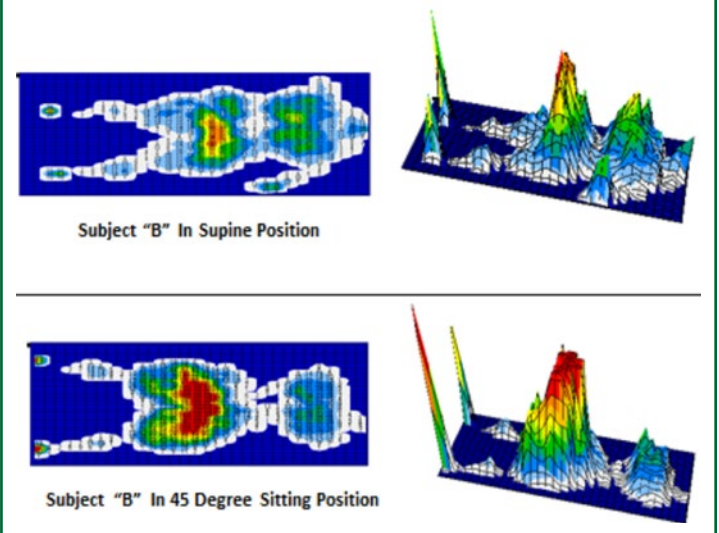 Subject “B” In Supine Position
Subject “B” In 45 Degree Sitting Position